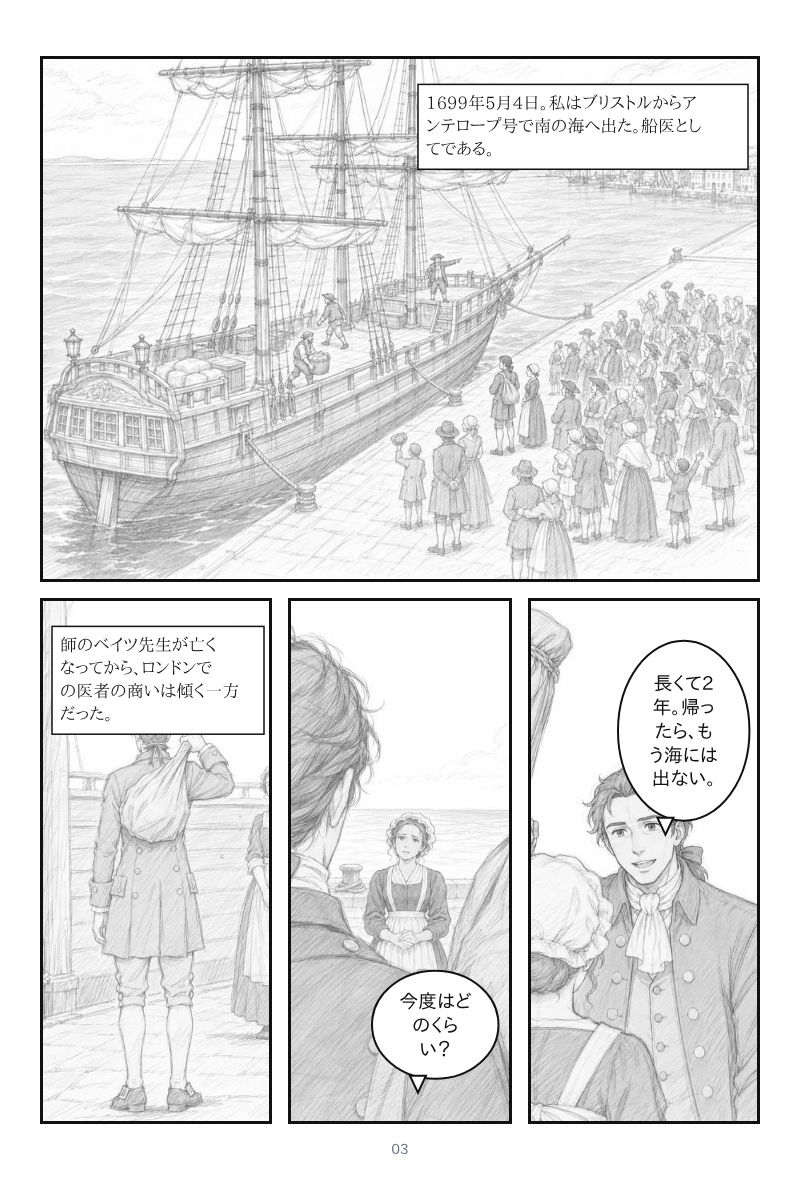 1699年5月4日。私はブリストルからア
ンテロープ号で南の海へ出た。船医とし
てである。
師のベイツ先生が亡く
なってから、ロンドンで
の医者の商いは傾く一方
だった。
今度はど
のくら
い？
長くて2
年。帰っ
たら、も
う海には
出ない。
03